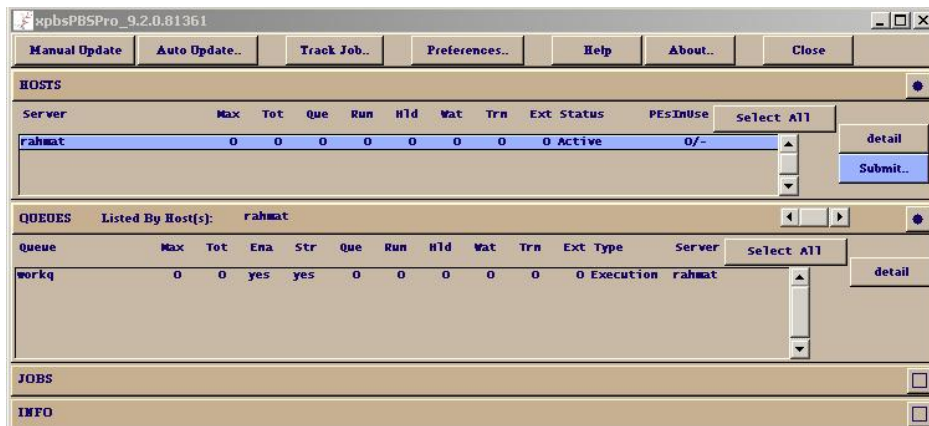 xpbsPBSPro_9.2.0.81361
Manual Update Auto Update.. Track Job.. Preferences.. Help About.. Close
HOSTS
Server Max Tot Que Run Hld Wat Trn Ext Status PEsInUse Select All
rahmat 0 0 0 0 0 0 0 0 Active 0/- detail
Submit..
QUEUES Listed By Host(s): rahmat
Queue Max Tot Ena Str Que Run Hld Wat Trn Ext Type Server Select All
workq 0 0 yes yes 0 0 0 0 0 0 Execution rahmat detail
JOBS
INFO